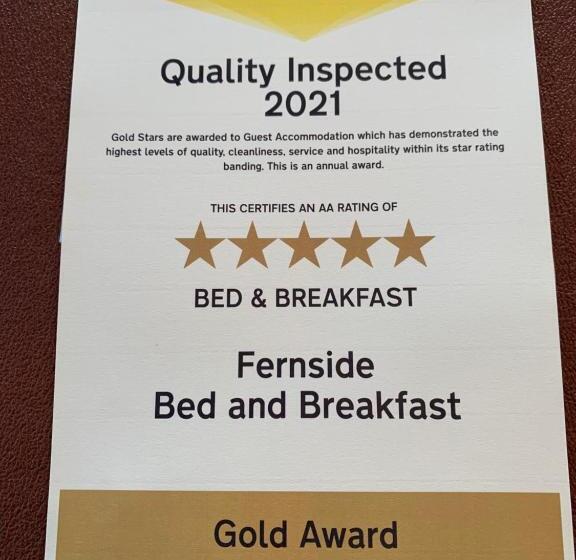 Quality Inspected
2021
Gold Stars are awarded to Guest Accommodation which has demonstrated the
highest levels of quality, cleanliness, service and hospitality within its star rating
banding. This is an annual award.
THIS CERTIFIES AN AA RATING OF
BED & BREAKFAST
Fernside
Bed and Breakfast
Gold Award